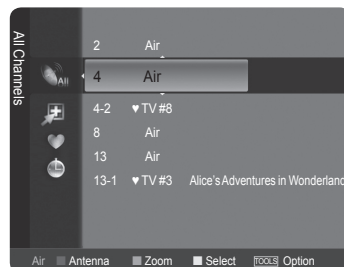 All Channels
2 Air
All
4 Air
4-2 ♥ TV #8
8 Air
13 Air
13-1 ♥ TV #3 Alice's Adventures in Wonderland
Air Antenna Zoom Select TOOLS Option